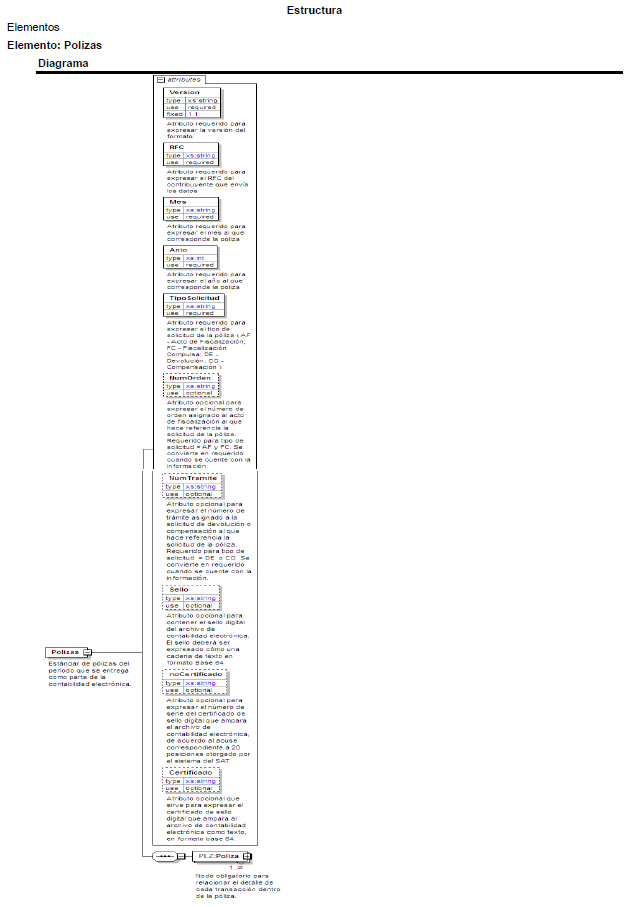 Estructura
Elementos
Elemento: Polizas
Diagrama
attributes
Version
type xs:string
use required
fixed 1.1
Atributo requerido para
expresar la versión del
formato
RFC
type xs:string
use required
Atributo requerido para
expresar el RFC del
contribuyente que envía
los datos
Mes
type xs:string
use required
Atributo requerido para
expresar el mes al que
corresponde la póliza
Anio
type xs:int
use required
Atributo requerido para
expresar el año al que
corresponde la póliza
TipoSolicitud
type xs:string
use required
Atributo requerido para
expresar el tipo de
solicitud de la póliza ( AF
- Acto de Fiscalización;
FC - Fiscalización
Compulsa; DE -
Devolución; CO -
Compensación )
NumOrden
type xs:string
use optional
Atributo opcional para
expresar el número de
orden asignado al acto
de fiscalización al que
hace referencia la
solicitud de la póliza.
Requerido para tipo de
solicitud = AF y FC. Se
convierte en requerido
cuando se cuente con la
información.
NumTramite
type xs:string
use optional
Atributo opcional para
expresar el número de
trámite asignado a la
solicitud de devolución o
compensación al que
hace referencia la
solicitud de la póliza.
Requerido para tipo de
solicitud = DE o CO. Se
convierte en requerido
cuando se cuente con la
información.
Sello
type xs:string
use optional
Atributo opcional para
contener el sello digital
del archivo de
contabilidad electrónica.
El sello deberá ser
expresado cómo una
cadena de texto en
formato Base 64
noCertificado
type xs:string
use optional
Atributo opcional para
expresar el número de
serie del certificado de
sello digital que ampara
el archivo de
contabilidad electrónica,
de acuerdo al acuse
correspondiente a 20
posiciones otorgado por
el sistema del SAT.
Certificado
type xs:string
use optional
Atributo opcional que
sirve para expresar el
certificado de sello
digital que ampara al
archivo de contabilidad
electrónica como texto,
en formato base 64.
Polizas
Estándar de pólizas del
periodo que se entrega
como parte de la
contabilidad electrónica.
PLZ:Poliza
1..∞
Nodo obligatorio para
relacionar el detalle de
cada transacción dentro
de la póliza.